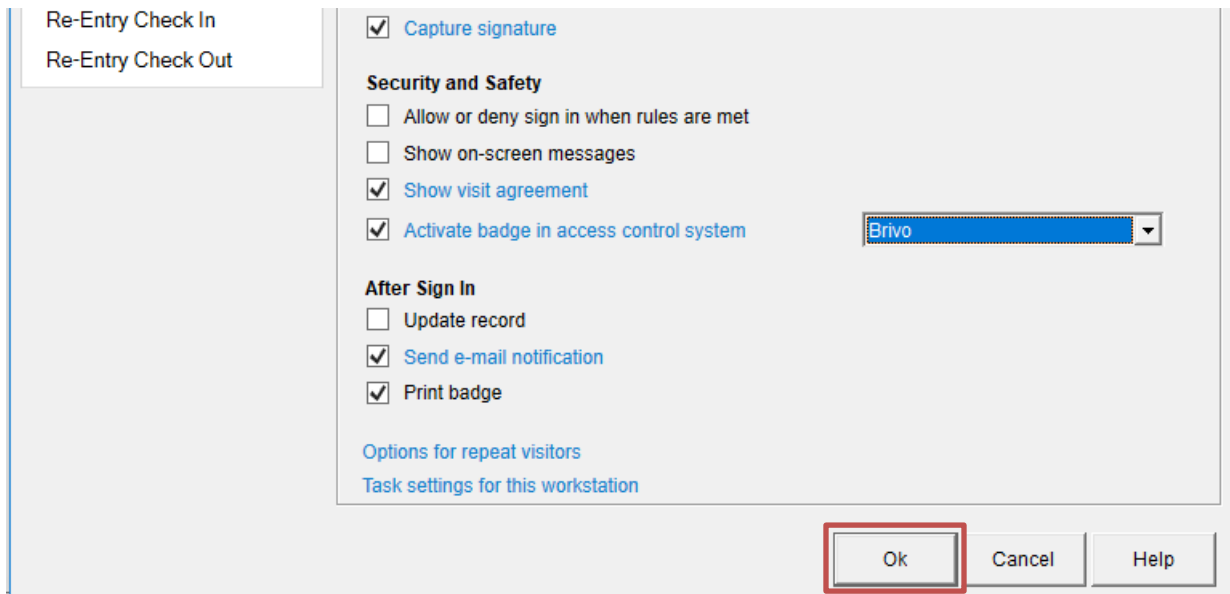 Re-Entry Check In
Re-Entry Check Out
Capture signature
Security and Safety
Allow or deny sign in when rules are met
Show on-screen messages
Show visit agreement
Activate badge in access control system
Brivo
After Sign In
Update record
Send e-mail notification
Print badge
Options for repeat visitors
Task settings for this workstation
Ok
Cancel
Help